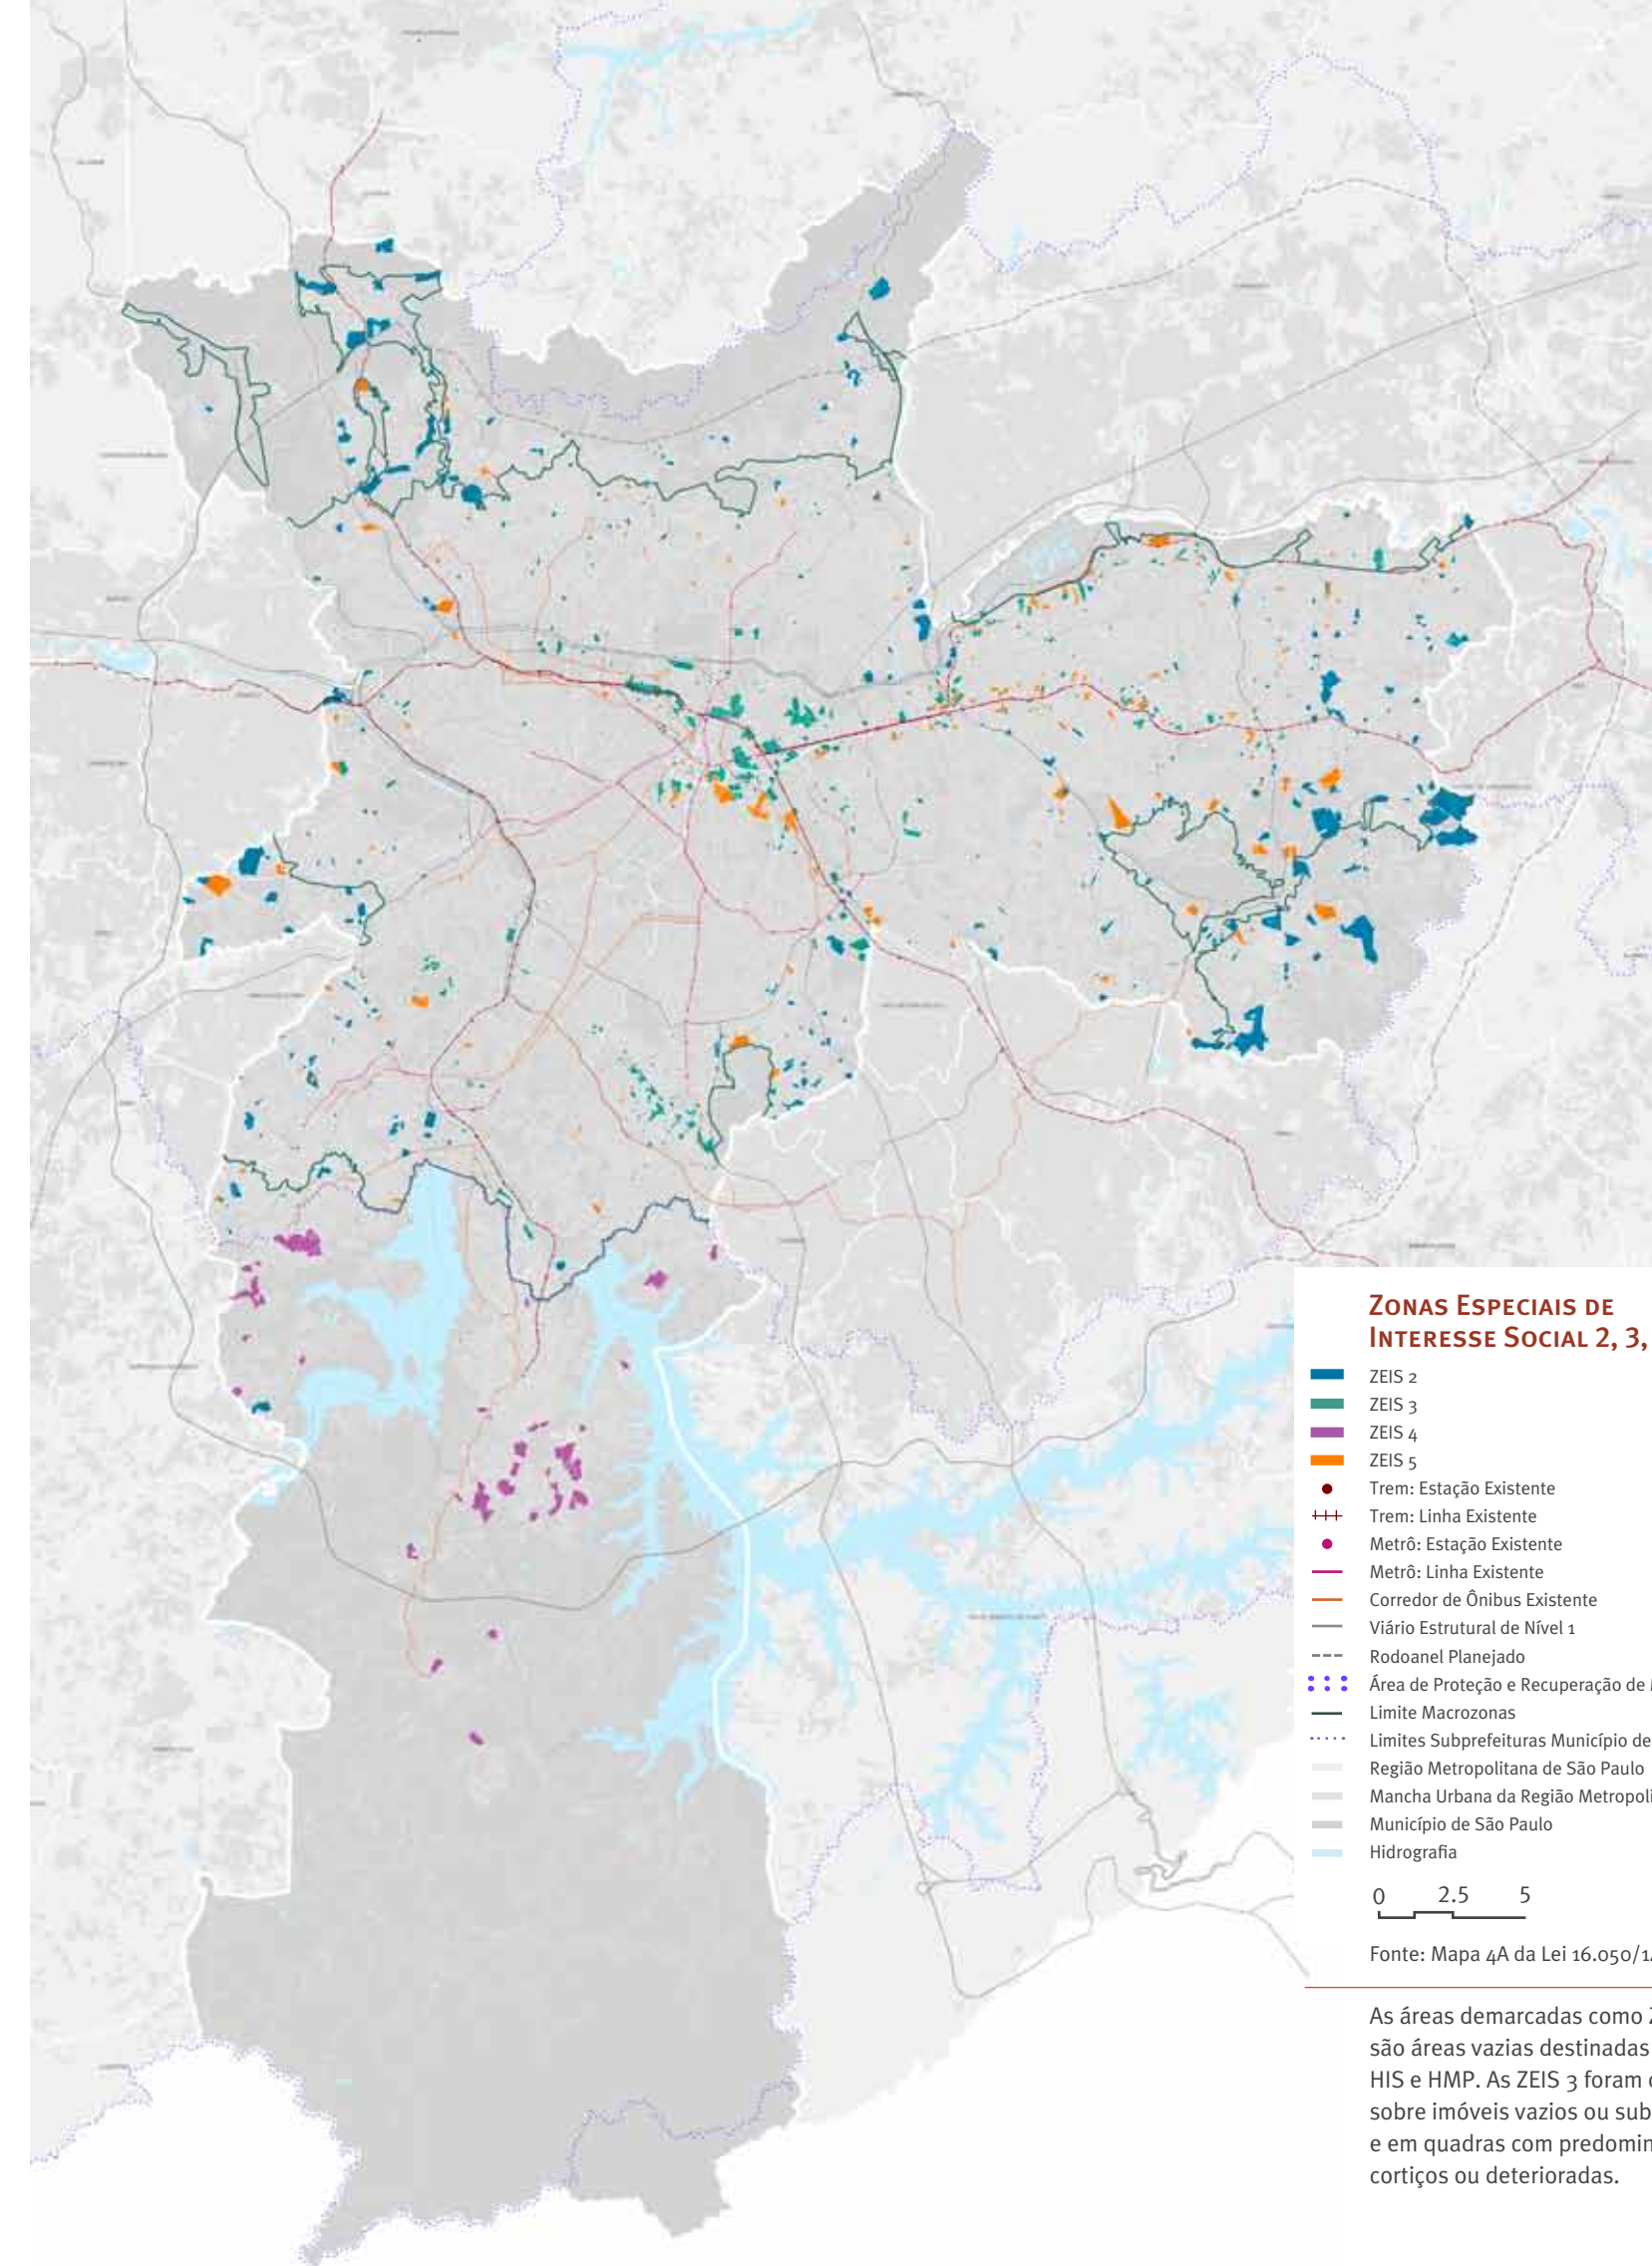 ZONAS ESPECIAIS DE
INTERESSE SOCIAL 2, 3,
ZEIS 2
ZEIS 3
ZEIS 4
ZEIS 5
Trem: Estação Existente
Trem: Linha Existente
Metrô: Estação Existente
Metrô: Linha Existente
Corredor de Ônibus Existente
Viário Estrutural de Nível 1
Rodoanel Planejado
Área de Proteção e Recuperação de
Limite Macrozonas
Limites Subprefeituras Município de
Região Metropolitana de São Paulo
Mancha Urbana da Região Metropoli
Município de São Paulo
Hidrografia
0 2.5 5
Fonte: Mapa 4A da Lei 16.050/1
As áreas demarcadas como
são áreas vazias destinadas
HIS e HMP. As ZEIS 3 foram
sobre imóveis vazios ou sub
e em quadras com predomin
cortiços ou deterioradas.